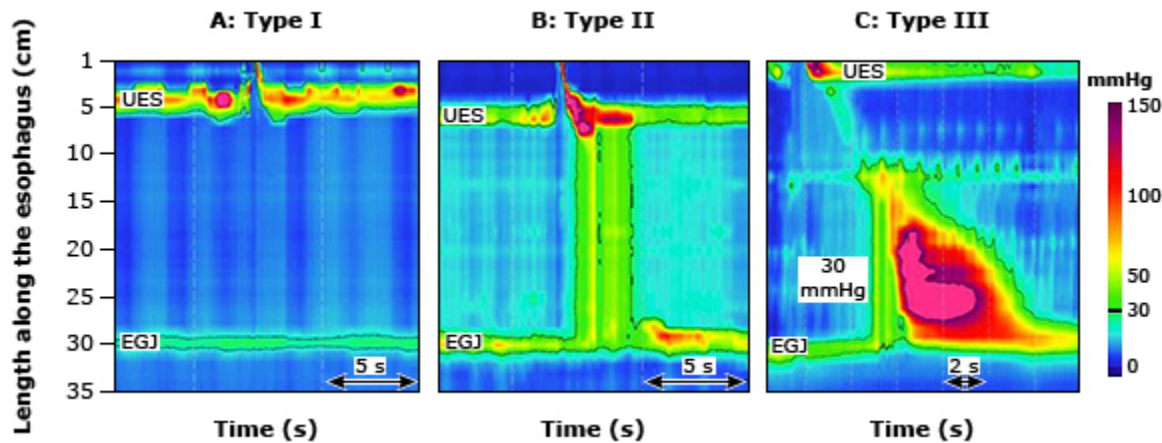 A: Type I
B: Type II
C: Type III
Length along the esophagus (cm)
1
5
10
15
20
25
30
35
UES
EGJ
5 s
UES
EGJ
5 s
UES
30
mmHg
EGJ
2 s
mmHg
150
100
50
30
0
Time (s)
Time (s)
Time (s)